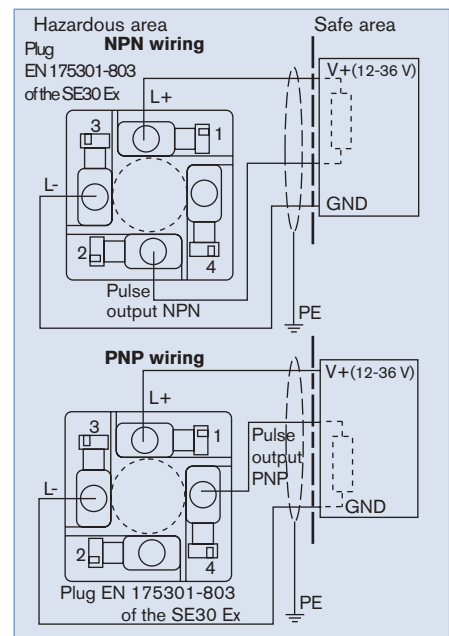 Hazardous area
Safe area
Plug
EN 175301-803
of the SE30 Ex
NPN wiring
L+
V+(12-36 V)
3
1
L-
GND
2
4
Pulse
output NPN
PE
PNP wiring
V+(12-36 V)
L+
3
1
Pulse
output
PNP
L-
GND
2
4
Plug EN 175301-803
of the SE30 Ex
PE